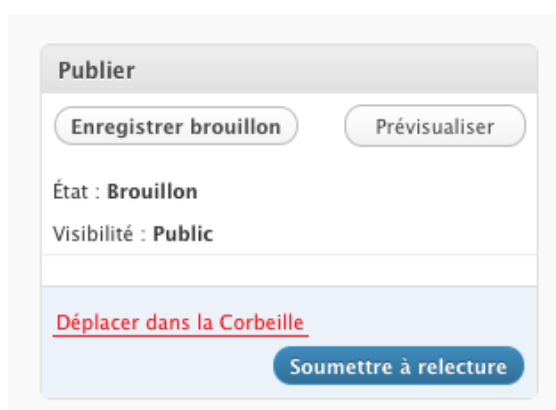 Publier
Enregistrer brouillon Prévisualiser
État : Brouillon
Visibilité : Public
Déplacer dans la Corbeille
Soumettre à relecture